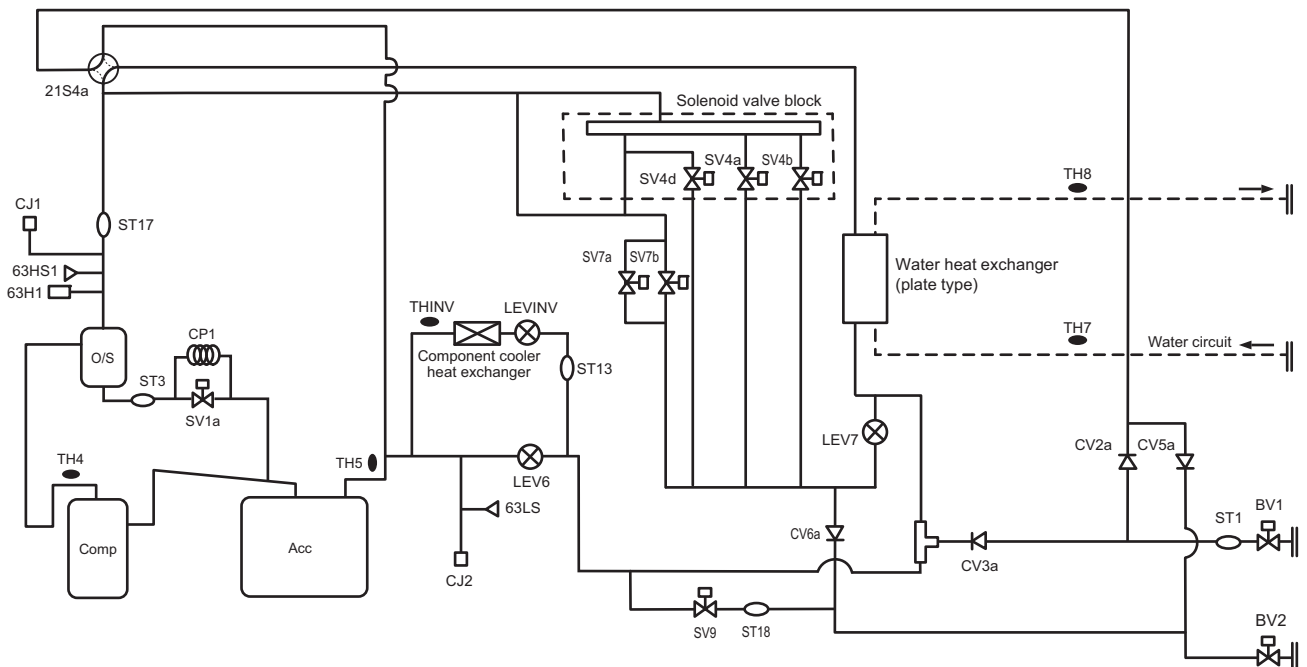 21S4a
Solenoid valve block
SV4a
SV4b
SV4d
TH8
CJ1
ST17
63HS1
63H1
SV7a
SV7b
Water heat exchanger
(plate type)
THINV
LEVINV
CP1
O/S
Component cooler
heat exchanger
ST13
TH7
Water circuit
ST3
SV1a
LEV7
CV2a
CV5a
TH4
TH5
LEV6
63LS
CV6a
ST1
BV1
Comp
Acc
CJ2
CV3a
SV9
ST18
BV2